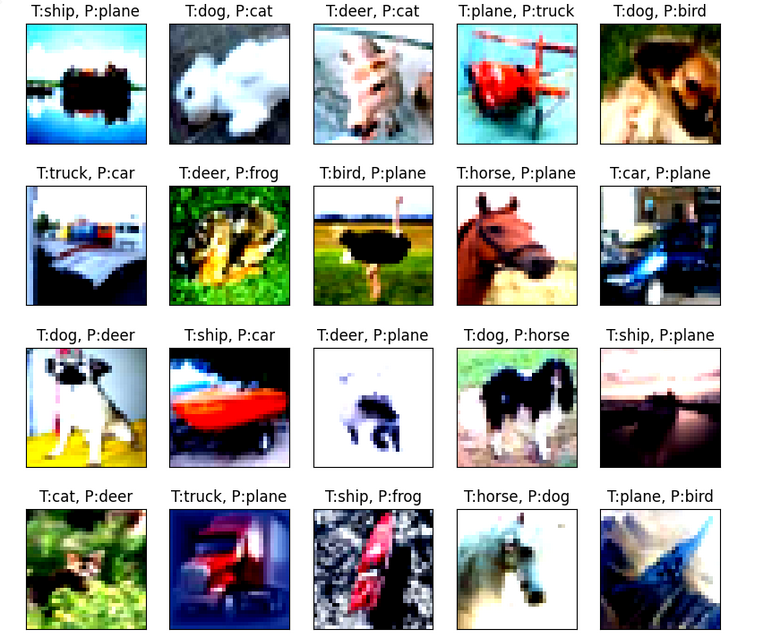 T:ship, P:plane T:dog, P:cat T:deer, P:cat T:plane, P:truck T:dog, P:bird
T:truck, P:car T:deer, P:frog T:bird, P:plane T:horse, P:plane T:car, P:plane
T:dog, P:deer T:ship, P:car T:deer, P:plane T:dog, P:horse T:ship, P:plane
T:cat, P:deer T:truck, P:plane T:ship, P:frog T:horse, P:dog T:plane, P:bird